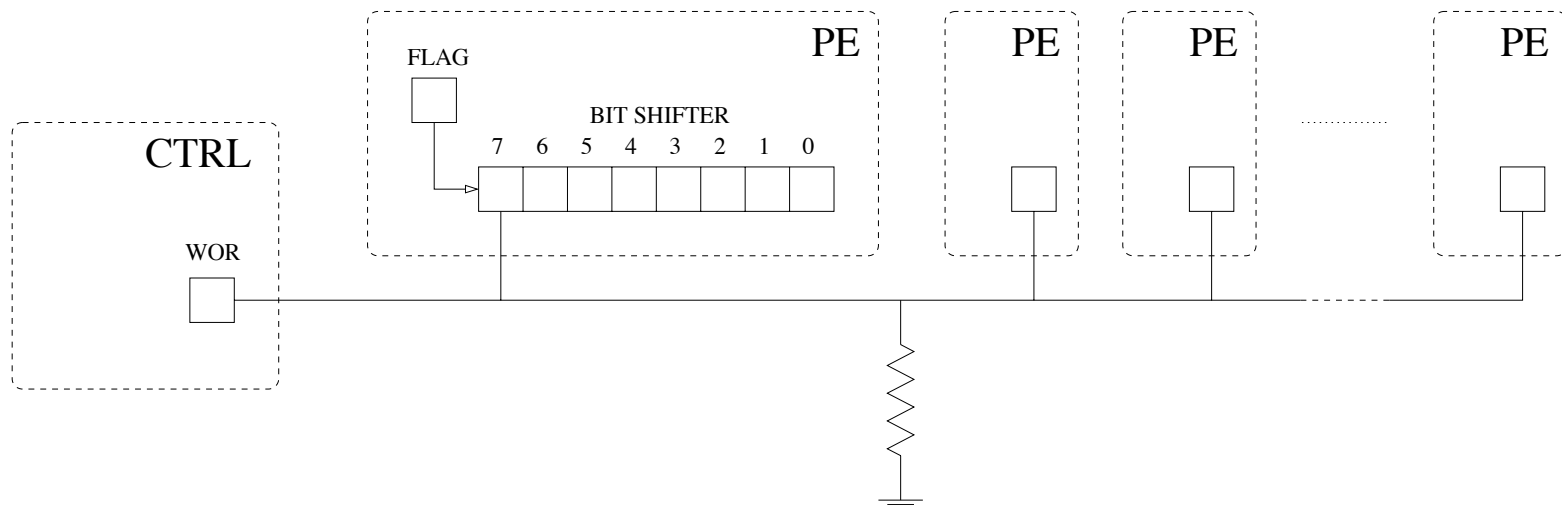 PE
PE
PE
PE
FLAG
BIT SHIFTER
7 6 5 4 3 2 1 0
CTRL
WOR